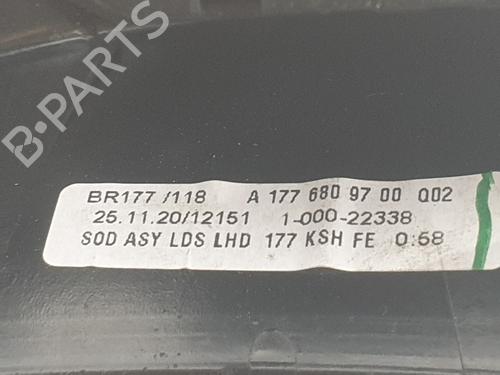 B-PARTS
BR177 /118 A 177 680 97 00 Q02
25.11.20/12151 1-000-22338
SOD ASY LDS LHD 177 KSH FE 0:58